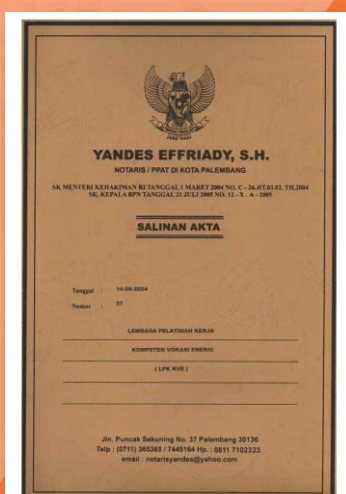 YANDES EFFRIADY, S.H.
NOTARIS / PPAT DI KOTA PALEMBANG
SK MENTERI KEHAKIMAN RI TANGGAL 1 MARET 2004 NO. C - 26.HT.03.02. TH.2004
SK. KEPALA BPN TANGGAL 21 JULI 2005 NO. 12 - X . A - 2005
SALINAN AKTA
Tanggal : 14-08-2024
Nomor : 27
LEMBAGA PELATIHAN KERJA
KOMPETEN VOKASI ENERGI
( LPK KVE )
Jln. Puncak Sekuning No. 37 Palembang 30136
Telp : (0711) 365365 / 7445164 Hp. : 0811 7102323
email : notarisyandes@yahoo.com